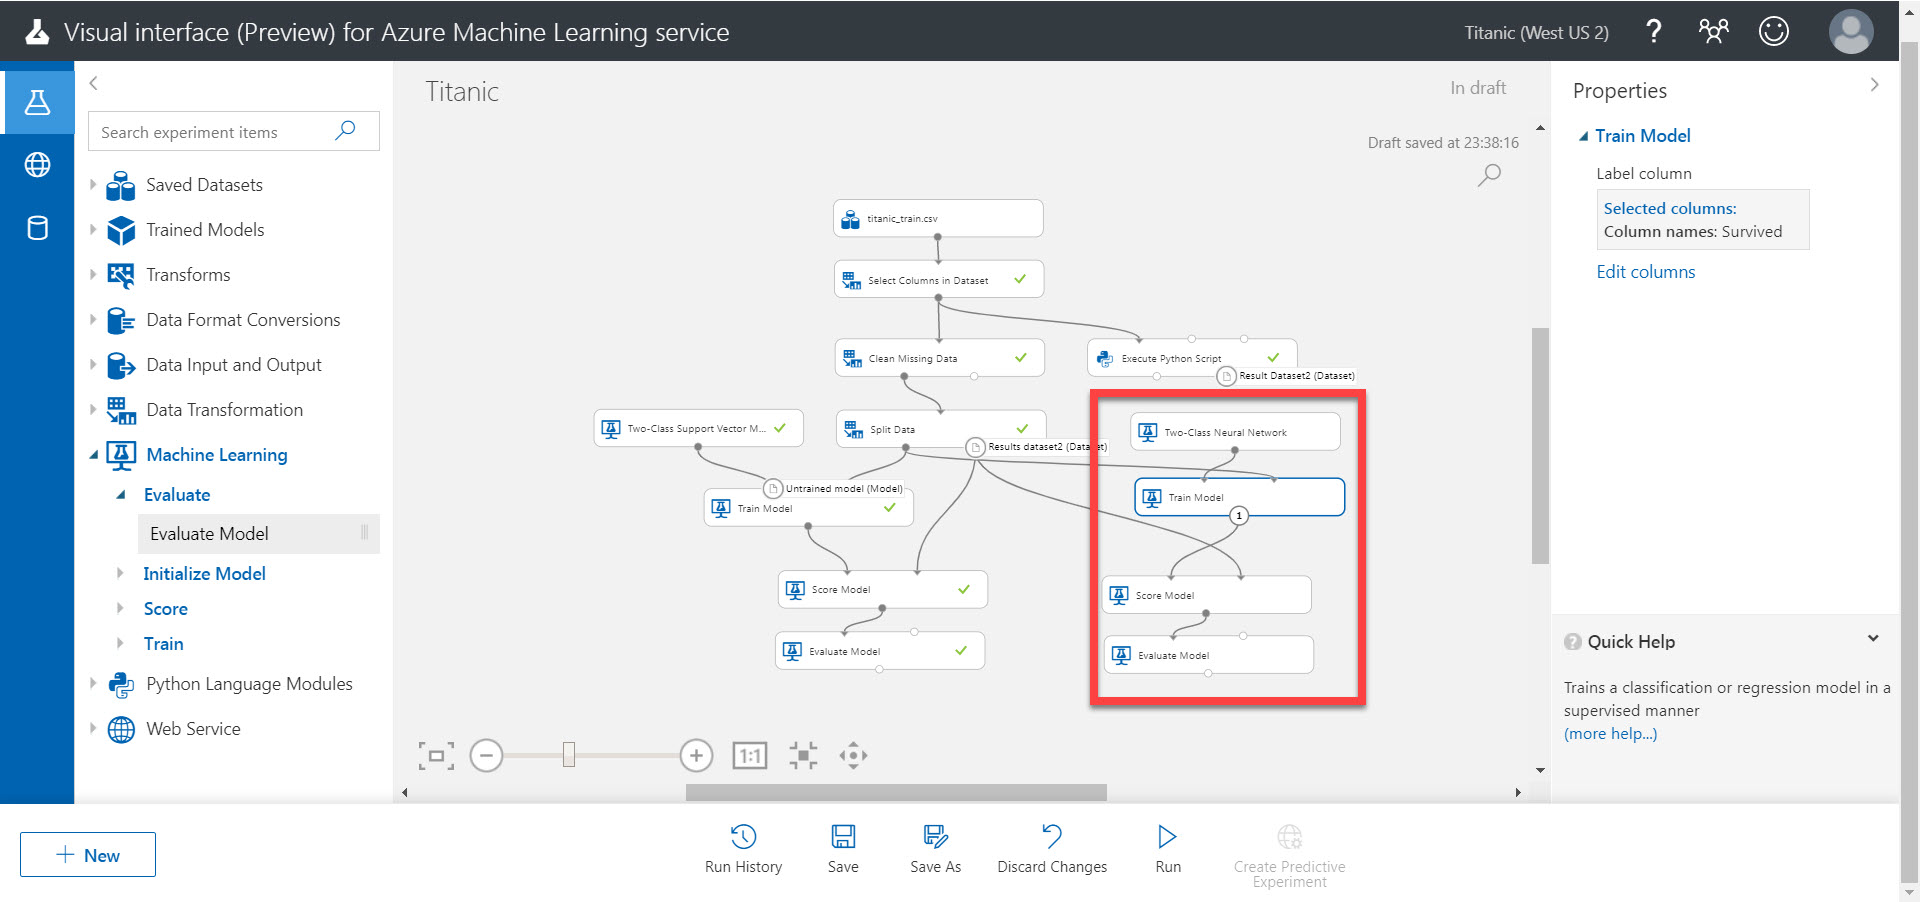 Visual interface (Preview) for Azure Machine Learning service
Titanic (West US 2)
?
Search experiment items
Saved Datasets
Trained Models
Transforms
Data Format Conversions
Data Input and Output
Data Transformation
Machine Learning
Evaluate
Evaluate Model
Initialize Model
Score
Train
Python Language Modules
Web Service
Titanic
In draft
Draft saved at 23:38:16
titanic_train.csv
Select Columns in Dataset
Clean Missing Data
Execute Python Script
Result Dataset2 (Dataset)
Two-Class Support Vector M...
Split Data
Results dataset2 (Dataset)
Two-Class Neural Network
Untrained model (Model)
Train Model
Train Model
1
Score Model
Score Model
Evaluate Model
Evaluate Model
1:1
Properties
Train Model
Label column
Selected columns:
Column names: Survived
Edit columns
? Quick Help
Trains a classification or regression model in a
supervised manner
(more help...)
New
Run History
Save
Save As
Discard Changes
Run
Create Predictive
Experiment